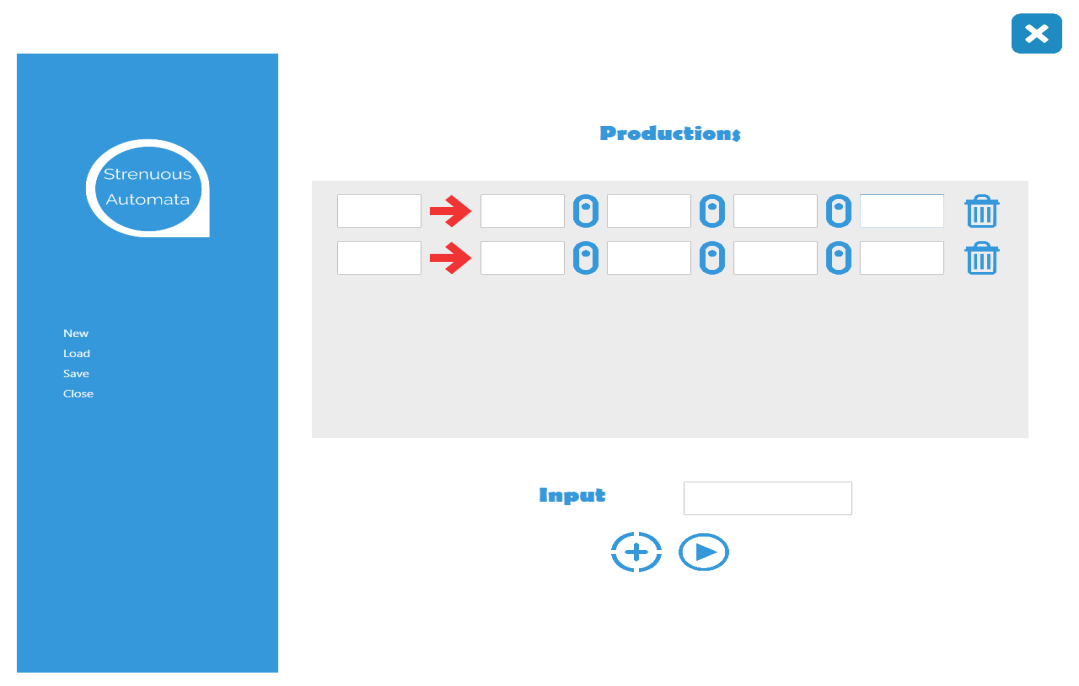 Strenuous
Automata
New
Load
Save
Close
Productions
Input